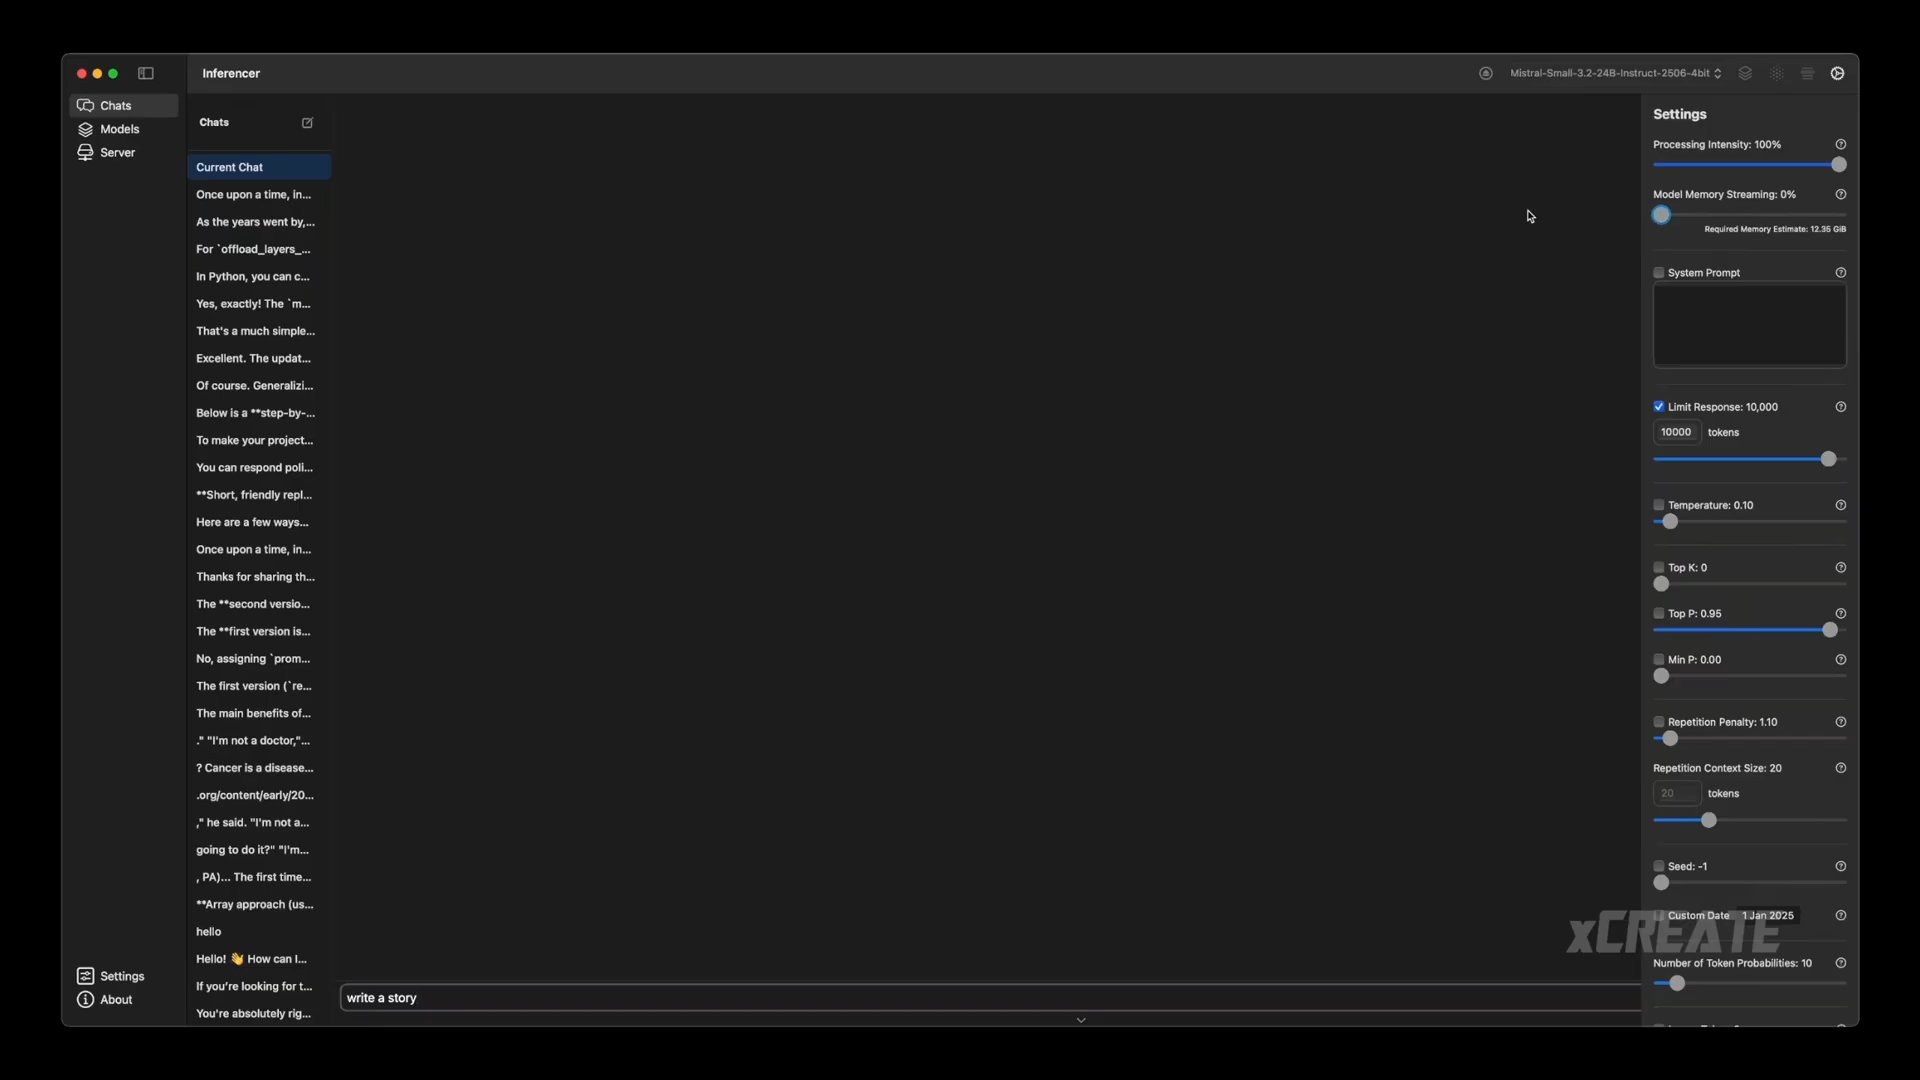 Inferencer
Mistral-Small-3.2-24B-Instruct-2506-4bit
Chats
Models
Server
Settings
About
Chats
Current Chat
Once upon a time, in...
As the years went by,...
For `offload_layers_...
In Python, you can c...
Yes, exactly! The `m...
That's a much simple...
Excellent. The updat...
Of course. Generalizi...
Below is a **step-by-...
To make your project...
You can respond poli...
**Short, friendly repl...
Here are a few ways...
Once upon a time, in...
Thanks for sharing th...
The **second versio...
The **first version is...
No, assigning `prom...
The first version (`re...
The main benefits of...
." "I'm not a doctor,"...
? Cancer is a disease...
.org/content/early/20...
," he said. "I'm not a...
going to do it?" "I'm...
, PA)... The first time...
**Array approach (us...
hello
Hello! 👋 How can I...
If you're looking for t...
You're absolutely rig...
write a story
Settings
Processing Intensity: 100%
Model Memory Streaming: 0%
Required Memory Estimate: 12.35 GiB
System Prompt
Limit Response: 10,000
10000 tokens
Temperature: 0.10
Top K: 0
Top P: 0.95
Min P: 0.00
Repetition Penalty: 1.10
Repetition Context Size: 20
20 tokens
Seed: -1
Custom Date 1 Jan 2025
xCREATE
Number of Token Probabilities: 10